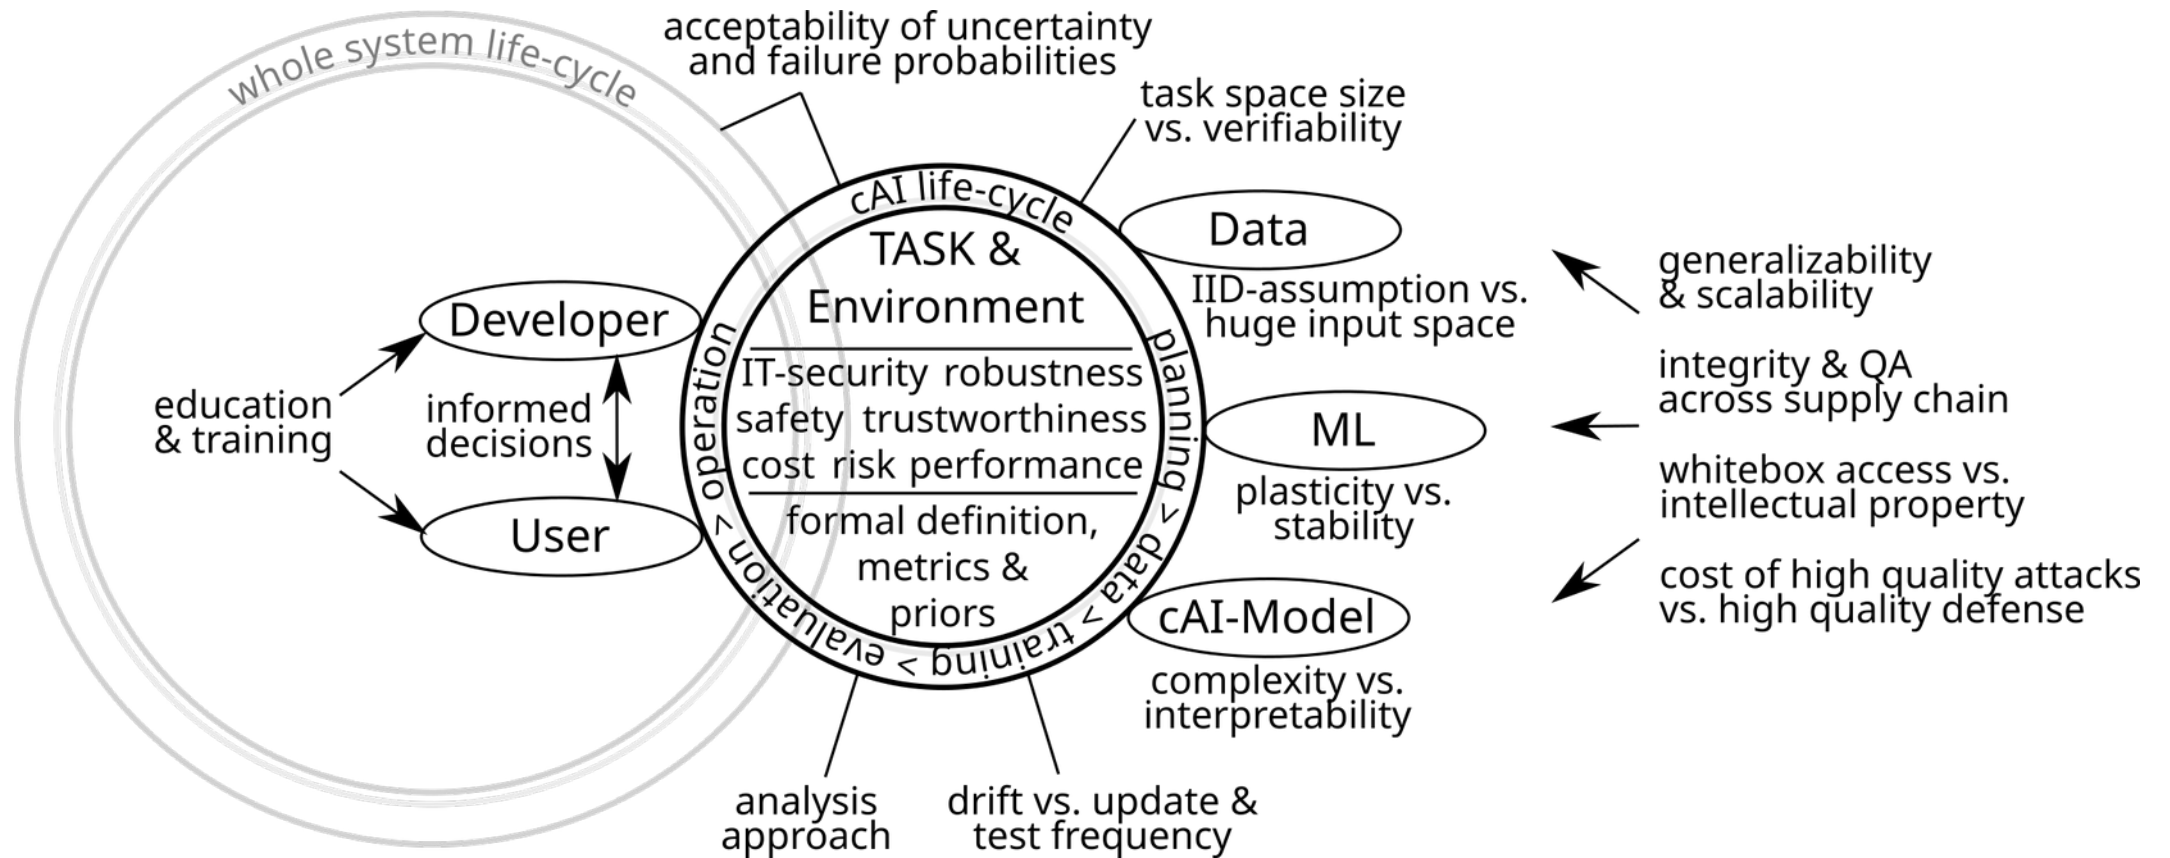 whole system life-cycle
acceptability of uncertainty
and failure probabilities
task space size
vs. verifiability
cAI life-cycle
planning > data > training > evaluation > operation
TASK &
Environment
IT-security robustness
safety trustworthiness
cost risk performance
formal definition,
metrics &
priors
Developer
education
& training
informed
decisions
User
Data
IID-assumption vs.
huge input space
ML
plasticity vs.
stability
cAI-Model
complexity vs.
interpretability
generalizability
& scalability
integrity & QA
across supply chain
whitebox access vs.
intellectual property
cost of high quality attacks
vs. high quality defense
analysis
approach
drift vs. update &
test frequency